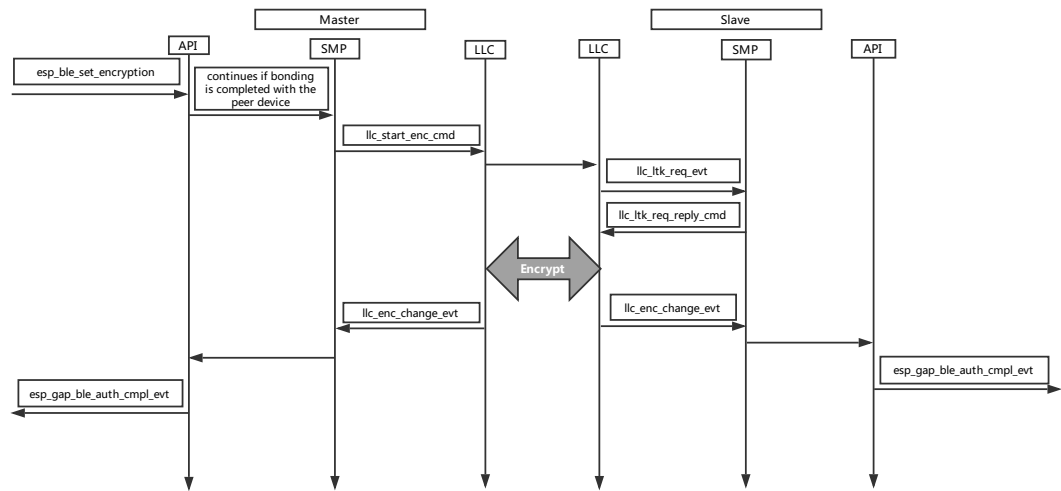 Master
Slave
API
SMP
LLC
LLC
SMP
API
esp_ble_set_encryption
continues if bonding
is completed with the
peer device
llc_start_enc_cmd
llc_ltk_req_evt
llc_ltk_req_reply_cmd
Encrypt
llc_enc_change_evt
llc_enc_change_evt
esp_gap_ble_auth_cmpl_evt
esp_gap_ble_auth_cmpl_evt